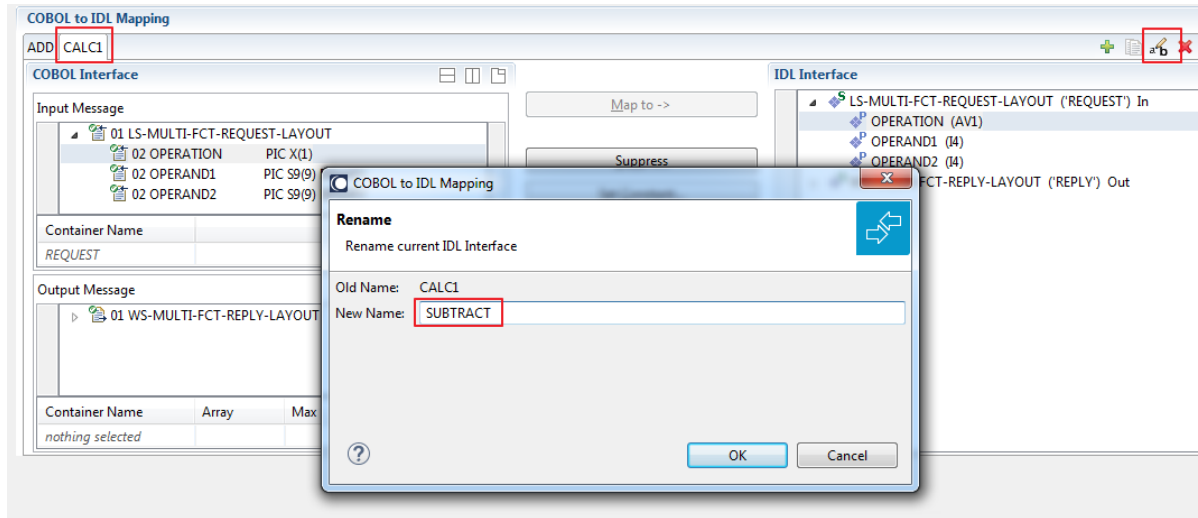 COBOL to IDL Mapping
ADD CALC1
COBOL Interface
Input Message
01 LS-MULTI-FCT-REQUEST-LAYOUT
02 OPERATION PIC X(1)
02 OPERAND1 PIC S9(9)
02 OPERAND2 PIC S9(9)
Container Name
REQUEST
Output Message
01 WS-MULTI-FCT-REPLY-LAYOUT
Container Name Array Max
nothing selected
Map to ->
Suppress
IDL Interface
LS-MULTI-FCT-REQUEST-LAYOUT ('REQUEST') In
OPERATION (AV1)
OPERAND1 (I4)
OPERAND2 (I4)
FCT-REPLY-LAYOUT ('REPLY') Out
COBOL to IDL Mapping
Rename
Rename current IDL Interface
Old Name: CALC1
New Name: SUBTRACT
OK Cancel